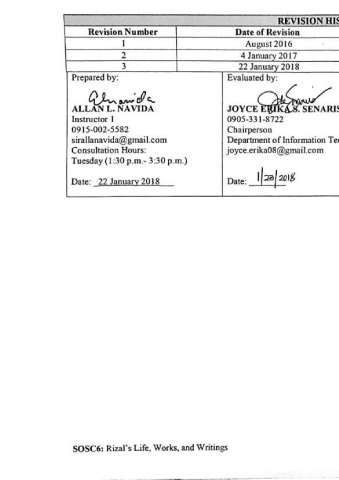 REVISION HIS
Revision Number Date of Revision
1 August 2016
2 4 January 2017
3 22 January 2018
Prepared by: Evaluated by:
ALLAN L. NAVIDA JOYCE ERIKA S. SENARIS
Instructor 1 0905-331-8722
0915-002-5582 Chairperson
sirallanavida@gmail.com Department of Information Tec
Consultation Hours: joyce.erika08@gmail.com
Tuesday (1:30 p.m.- 3:30 p.m.)
Date: 22 January 2018 Date: 1/23/2018
SOSC6: Rizal's Life, Works, and Writings